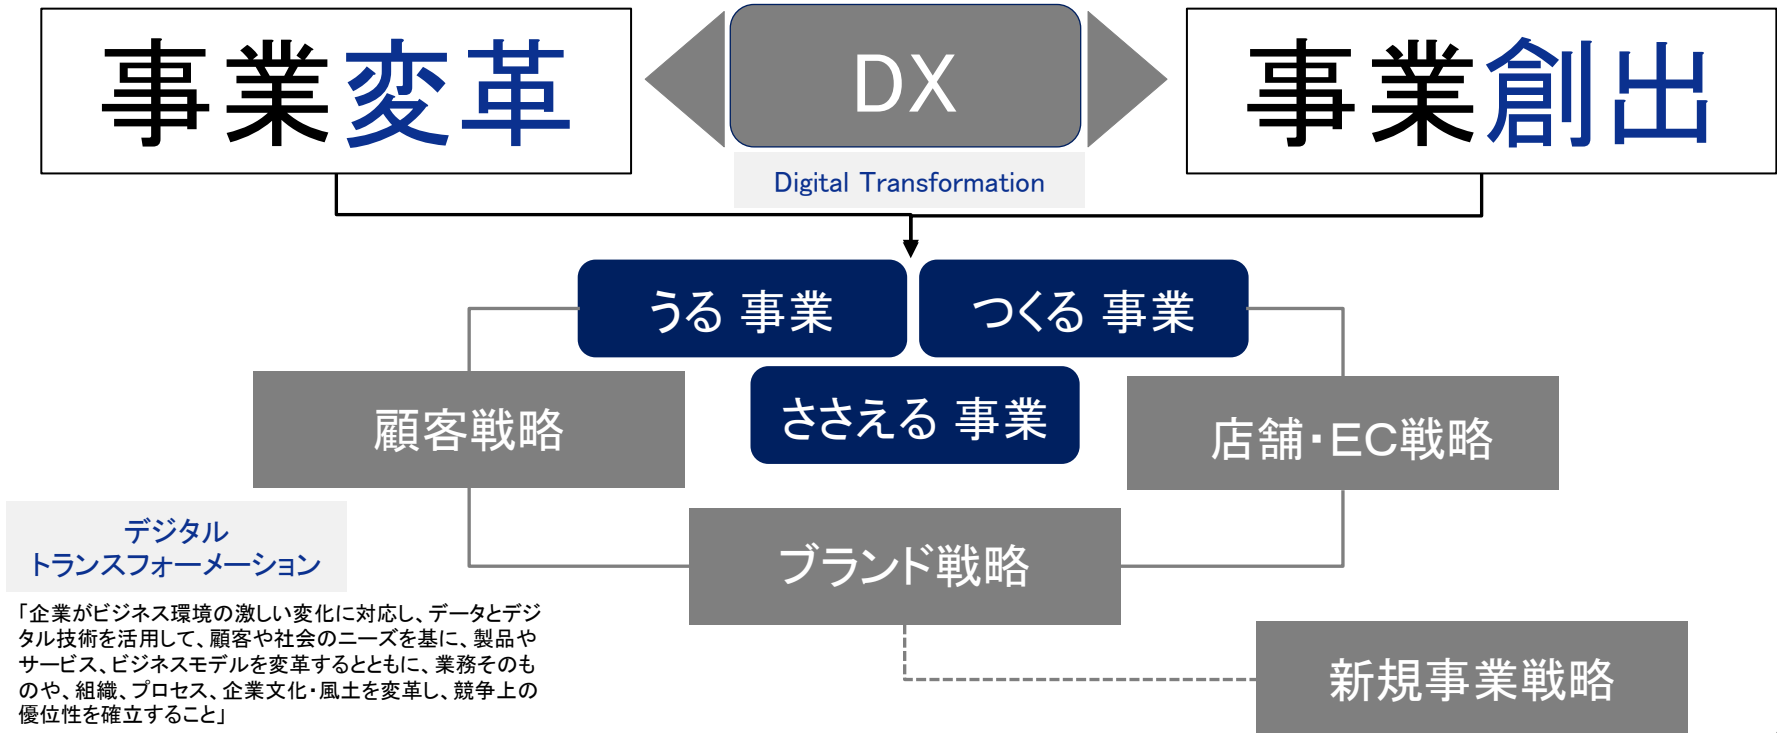 事業変革
DX
事業創出
Digital Transformation
うる 事業
つくる 事業
ささえる 事業
顧客戦略
店舗・EC戦略
ブランド戦略
新規事業戦略
デジタル
トランスフォーメーション
「企業がビジネス環境の激しい変化に対応し、データとデジ
タル技術を活用して、顧客や社会のニーズを基に、製品や
サービス、ビジネスモデルを変革するとともに、業務そのも
のや、組織、プロセス、企業文化・風土を変革し、競争上の
優位性を確立すること」